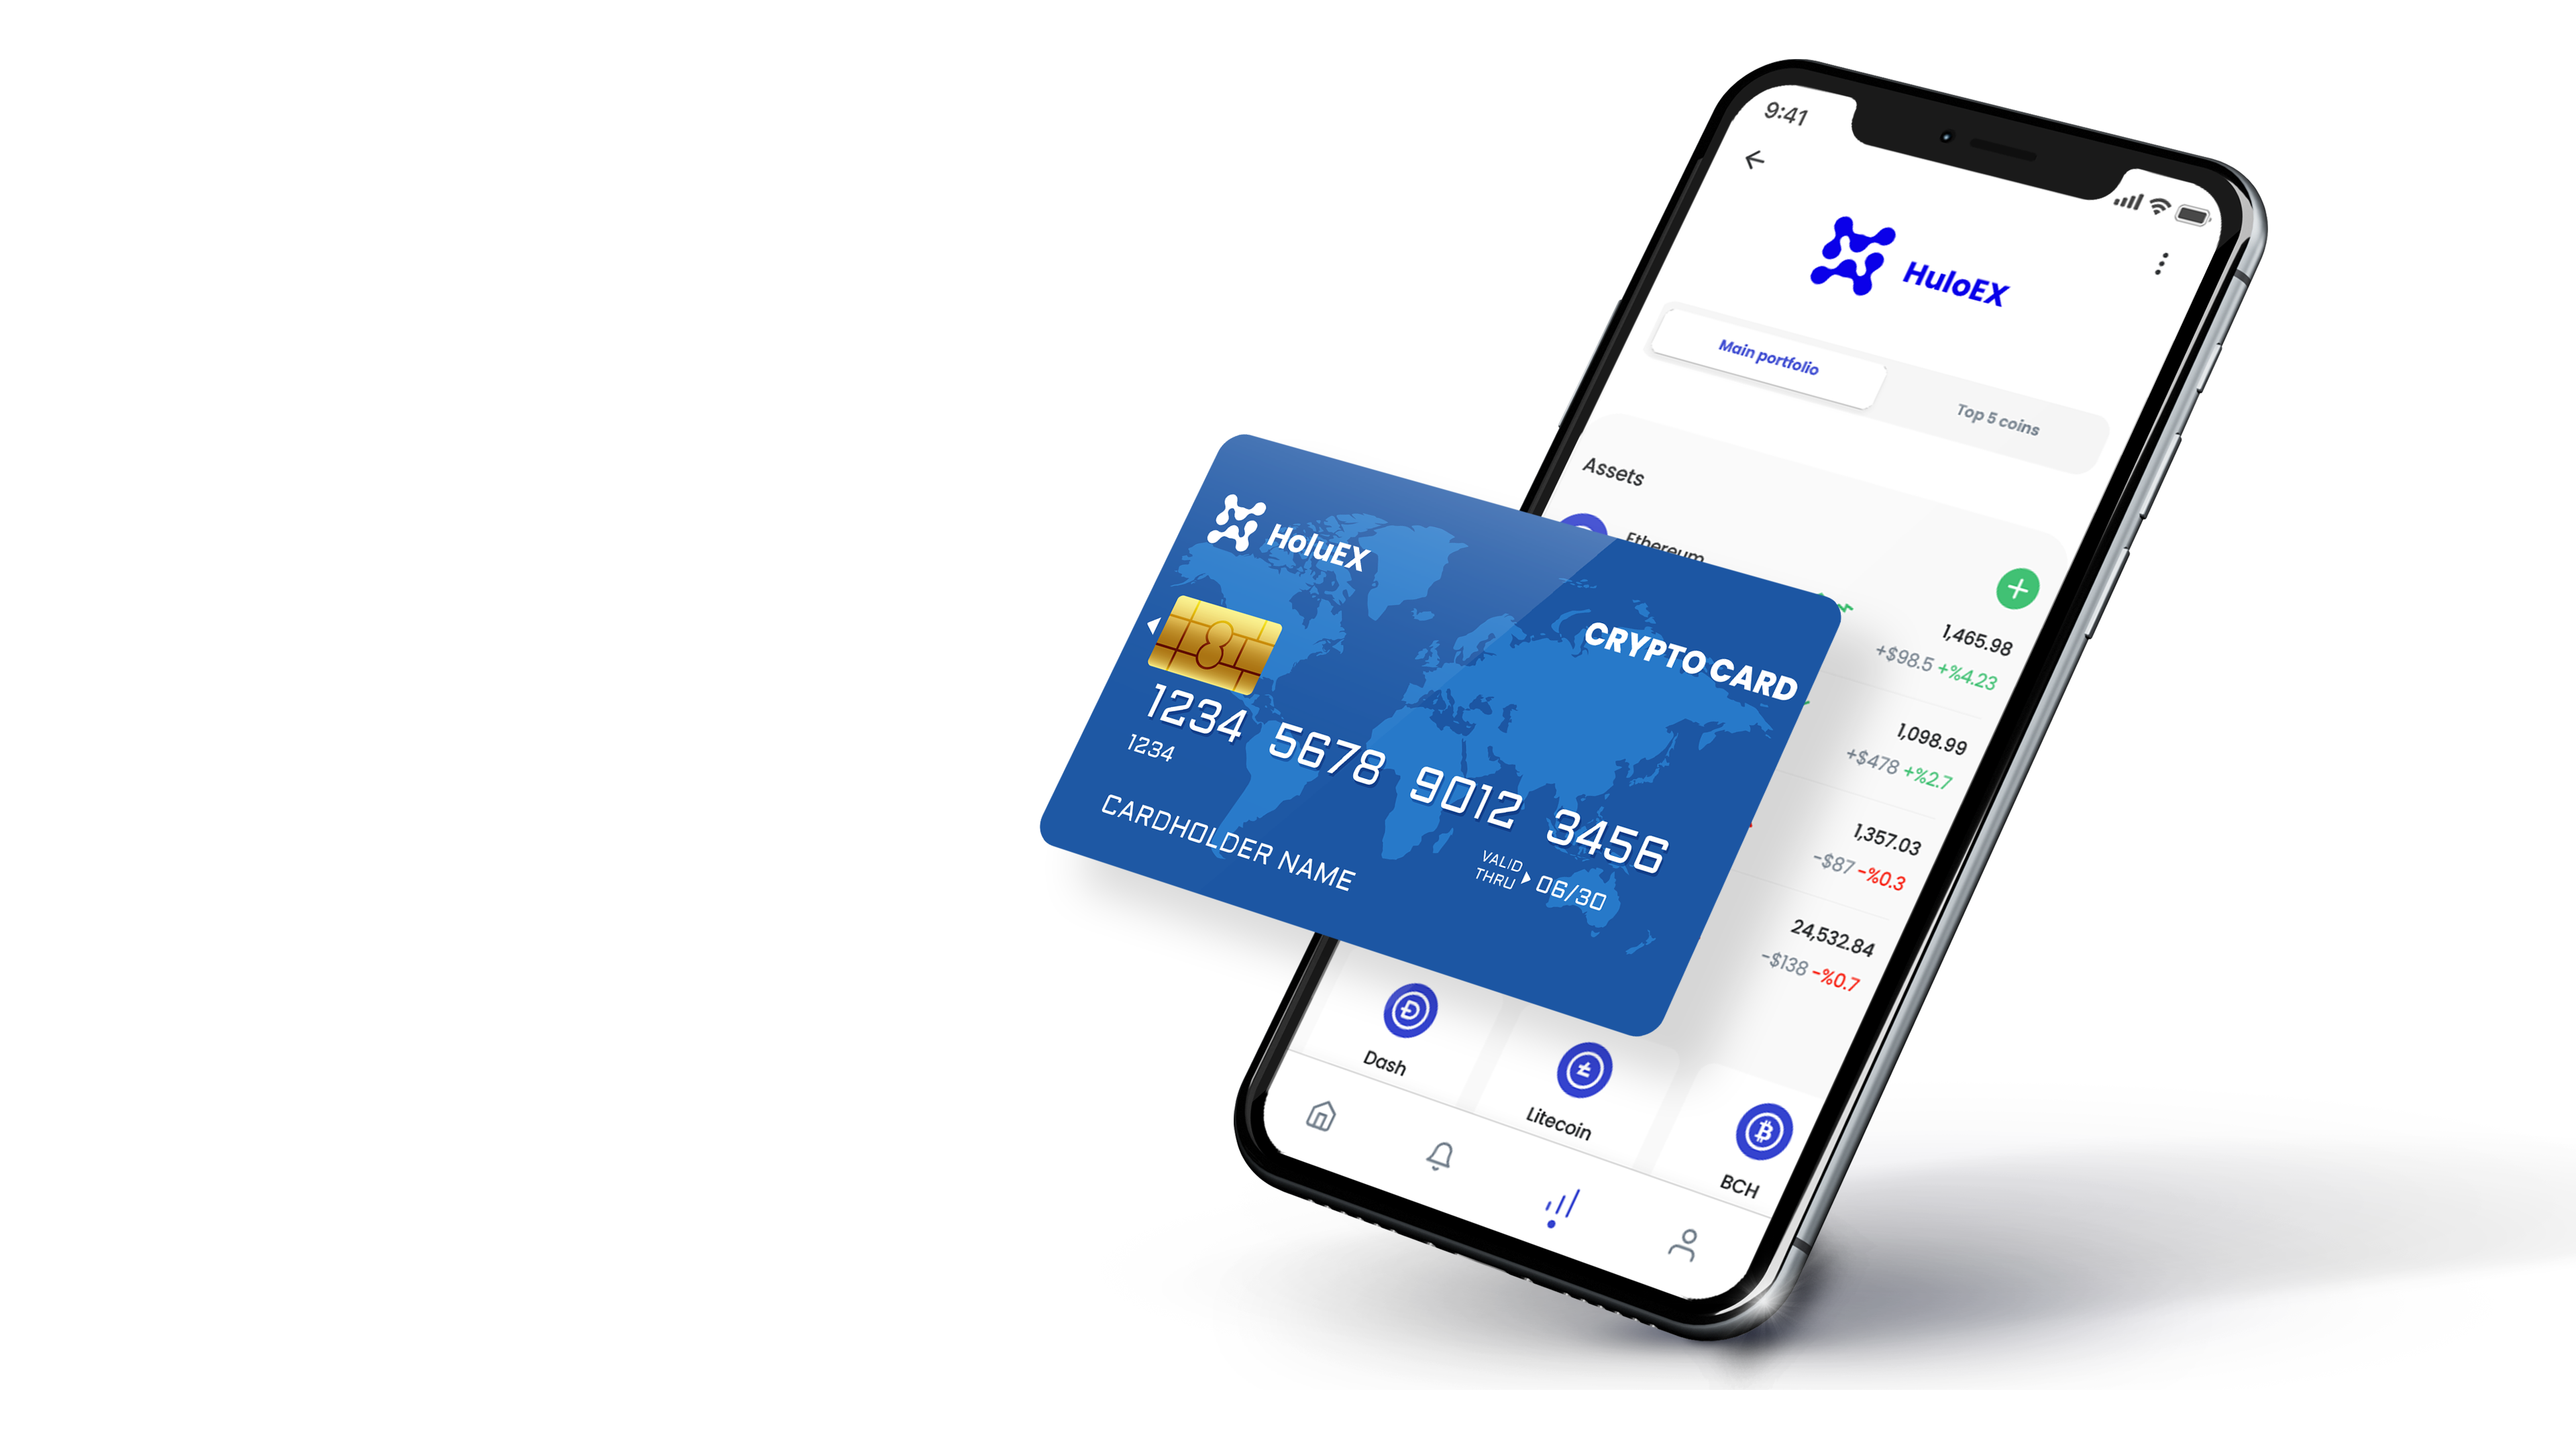 9:41
HuloEX
Main portfolio
Top 5 coins
Assets
Ethereum
1,465.98
+$98.5 +%4.23
1,098.99
+$478 +%2.7
1,357.03
-$87 -%0.3
24,532.84
-$138 -%0.7
Dash
Litecoin
BCH
HoluEX
CRYPTO CARD
1234 5678 9012 3456
1234
VALID
THRU 06/30
CARDHOLDER NAME